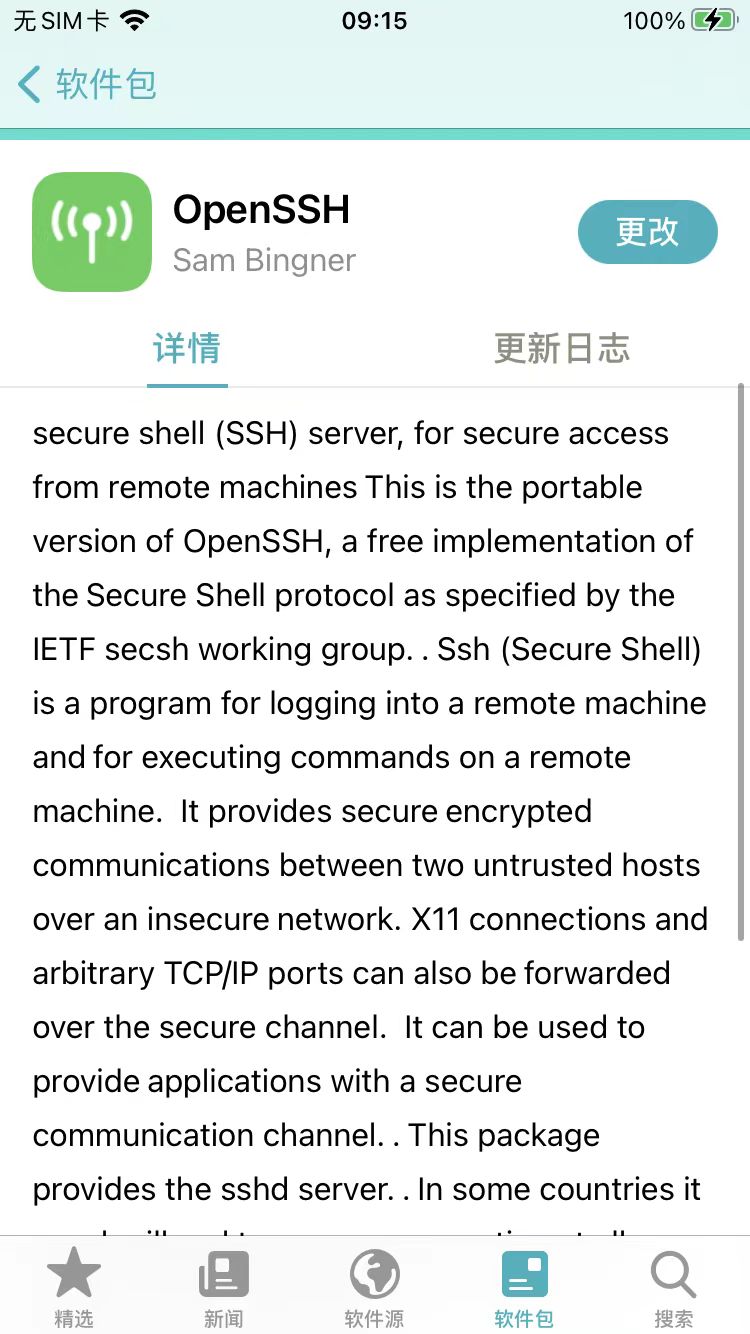 无SIM卡 09:15 100%
软件包
OpenSSH
Sam Bingner
更改
详情 更新日志
secure shell (SSH) server, for secure access
from remote machines This is the portable
version of OpenSSH, a free implementation of
the Secure Shell protocol as specified by the
IETF secsh working group. . Ssh (Secure Shell)
is a program for logging into a remote machine
and for executing commands on a remote
machine.  It provides secure encrypted
communications between two untrusted hosts
over an insecure network. X11 connections and
arbitrary TCP/IP ports can also be forwarded
over the secure channel.  It can be used to
provide applications with a secure
communication channel. . This package
provides the sshd server. . In some countries it
精选 新闻 软件源 软件包 搜索